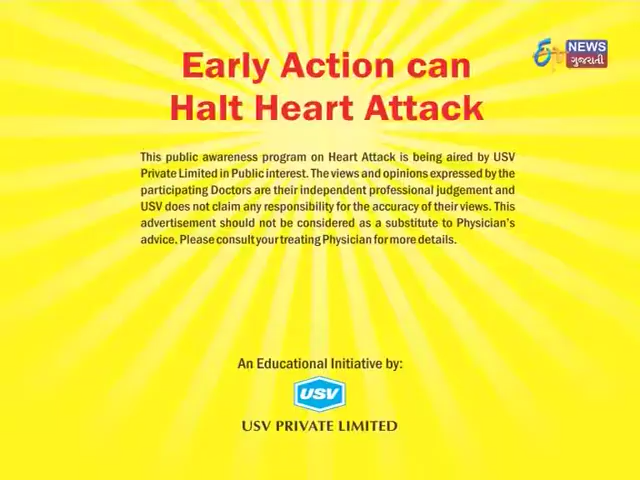 Early Action can
Halt Heart Attack
NEWS
ગુજરાતી
This public awareness program on Heart Attack is being aired by USV
Private Limited in Public interest. The views and opinions expressed by the
participating Doctors are their independent professional judgement and
USV does not claim any responsibility for the accuracy of their views. This
advertisement should not be considered as a substitute to Physician's
advice. Please consult your treating Physician for more details.
An Educational Initiative by:
USV
USV PRIVATE LIMITED